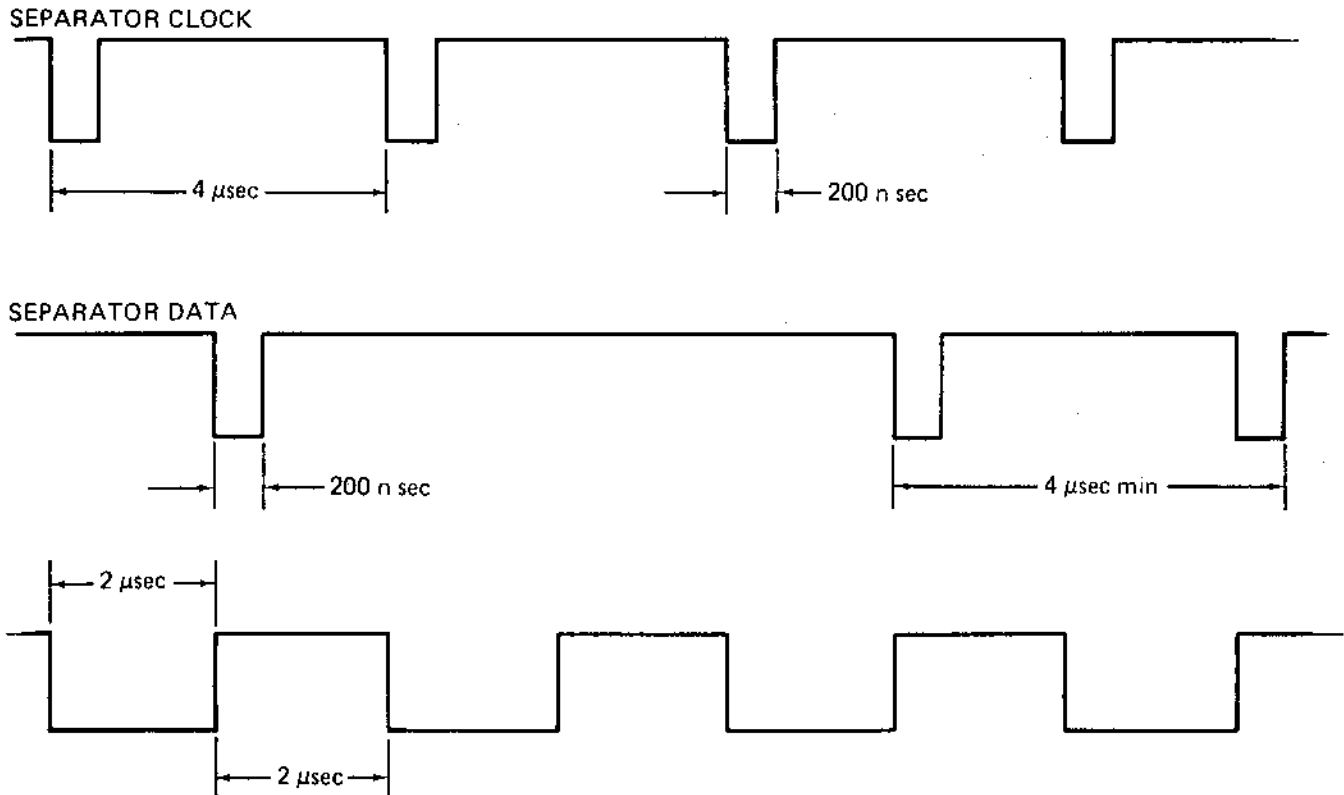 SEPARATOR CLOCK
4 μsec
200 n sec
SEPARATOR DATA
200 n sec
4 μsec min
2 μsec
2 μsec